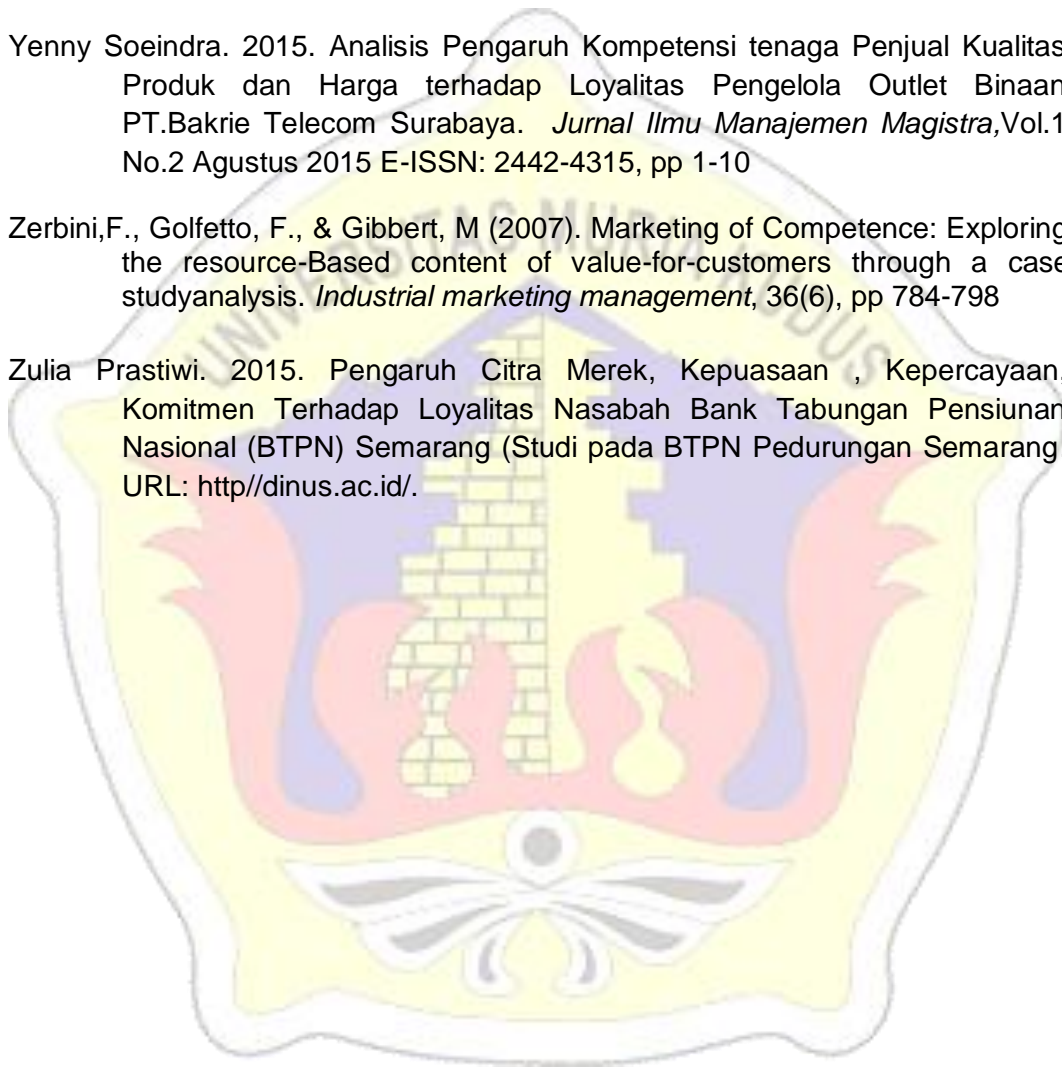 Yenny Soeindra. 2015. Analisis Pengaruh Kompetensi tenaga Penjual Kualitas
Produk dan Harga terhadap Loyalitas Pengelola Outlet Binaan
PT.Bakrie Telecom Surabaya. Jurnal Ilmu Manajemen Magistra,Vol.1
No.2 Agustus 2015 E-ISSN: 2442-4315, pp 1-10
Zerbini,F., Golfetto, F., & Gibbert, M (2007). Marketing of Competence: Exploring
the resource-Based content of value-for-customers through a case
studyanalysis. Industrial marketing management, 36(6), pp 784-798
Zulia Prastiwi. 2015. Pengaruh Citra Merek, Kepuasaan , Kepercayaan,
Komitmen Terhadap Loyalitas Nasabah Bank Tabungan Pensiunan
Nasional (BTPN) Semarang (Studi pada BTPN Pedurungan Semarang
URL: http//dinus.ac.id/.
UNIVERSITAS MURIA KUDUS